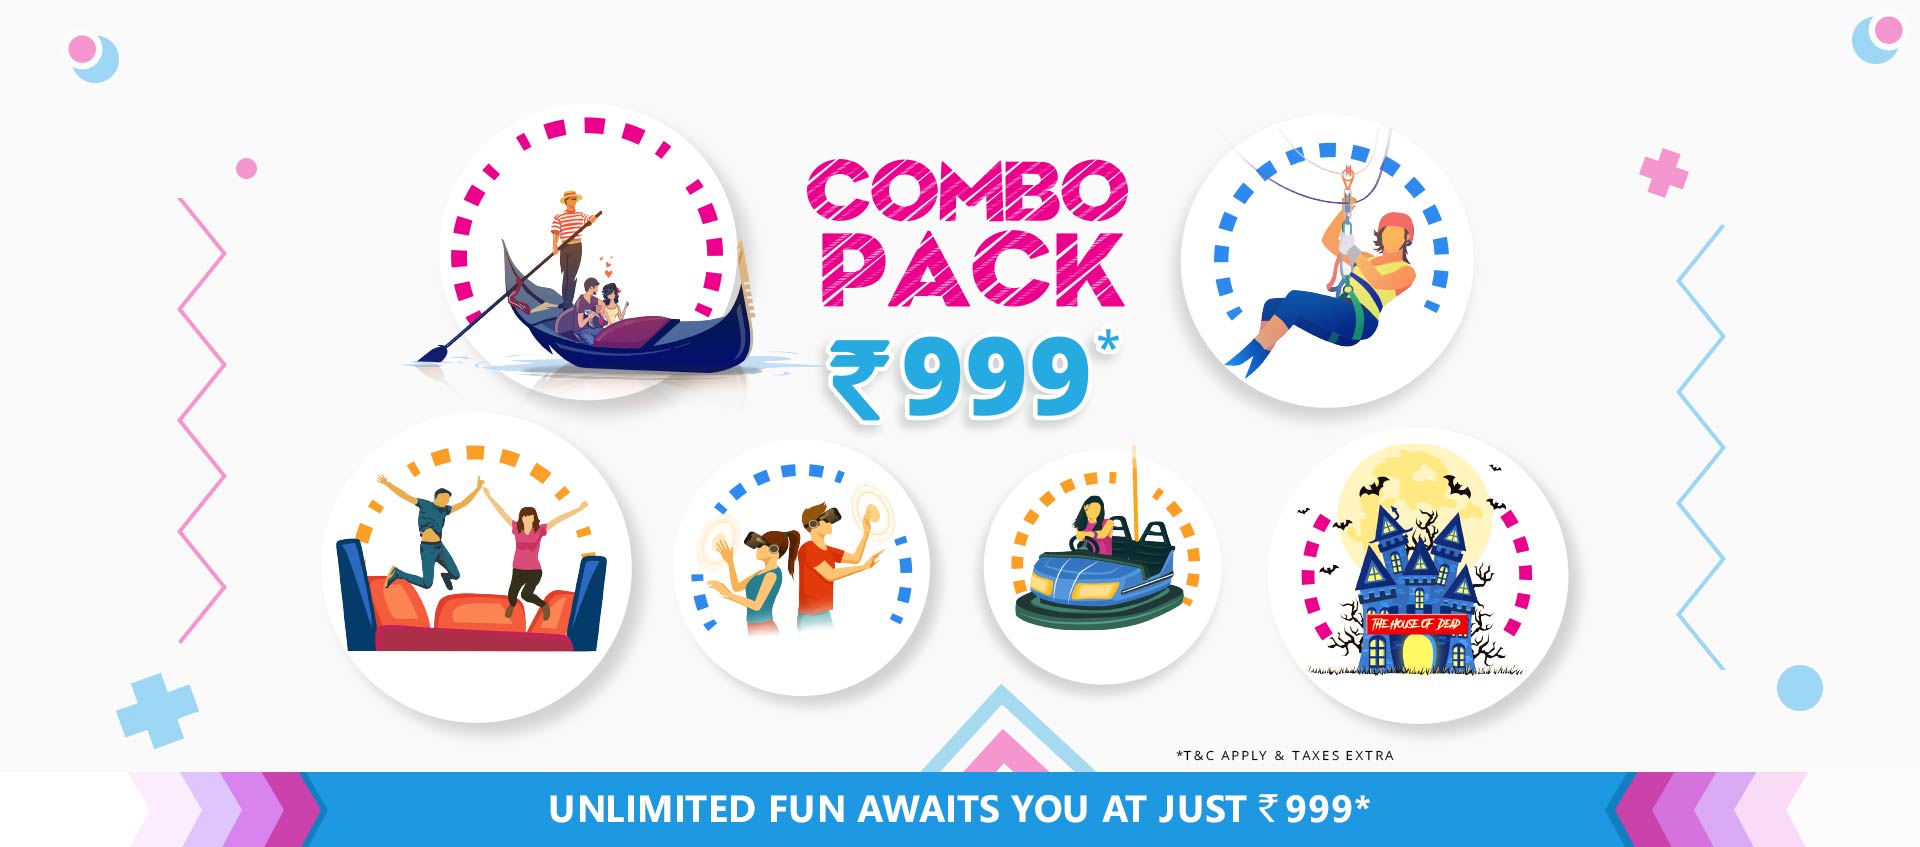 COMBO
PACK
₹999*
THE HOUSE OF DEAD
*T&C APPLY & TAXES EXTRA
UNLIMITED FUN AWAITS YOU AT JUST ₹999*